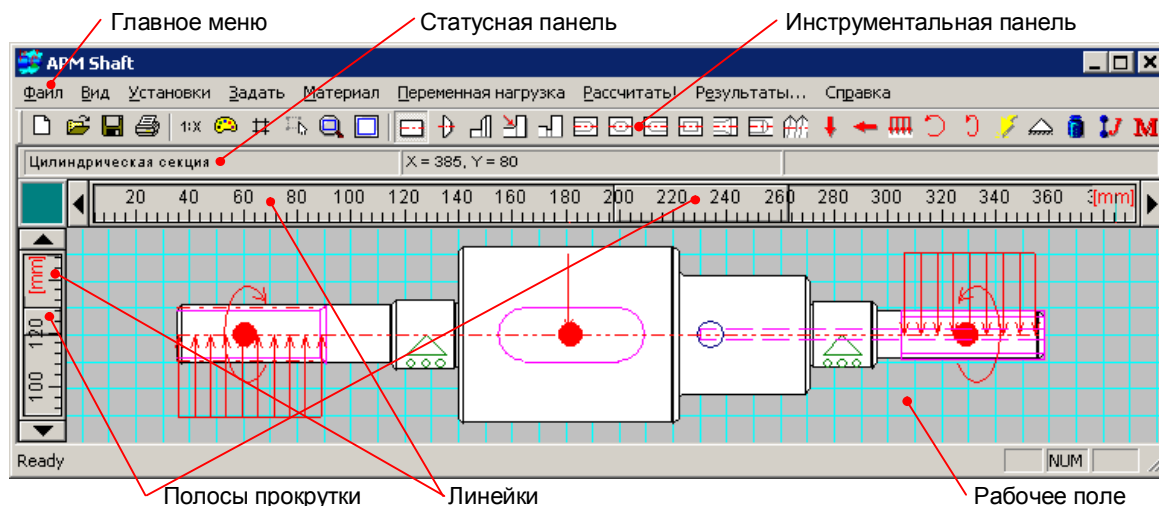 Главное меню Статусная панель Инструментальная панель
APM Shaft
Файл Вид Установки Задать Материал Переменная нагрузка Рассчитать! Результаты... Справка
1:X M
Цилиндрическая секция X = 385, Y = 80
20 40 60 80 100 120 140 160 180 200 220 240 260 280 300 320 340 360 [mm]
[mm]
120
100
Ready NUM
Полосы прокрутки Линейки Рабочее поле